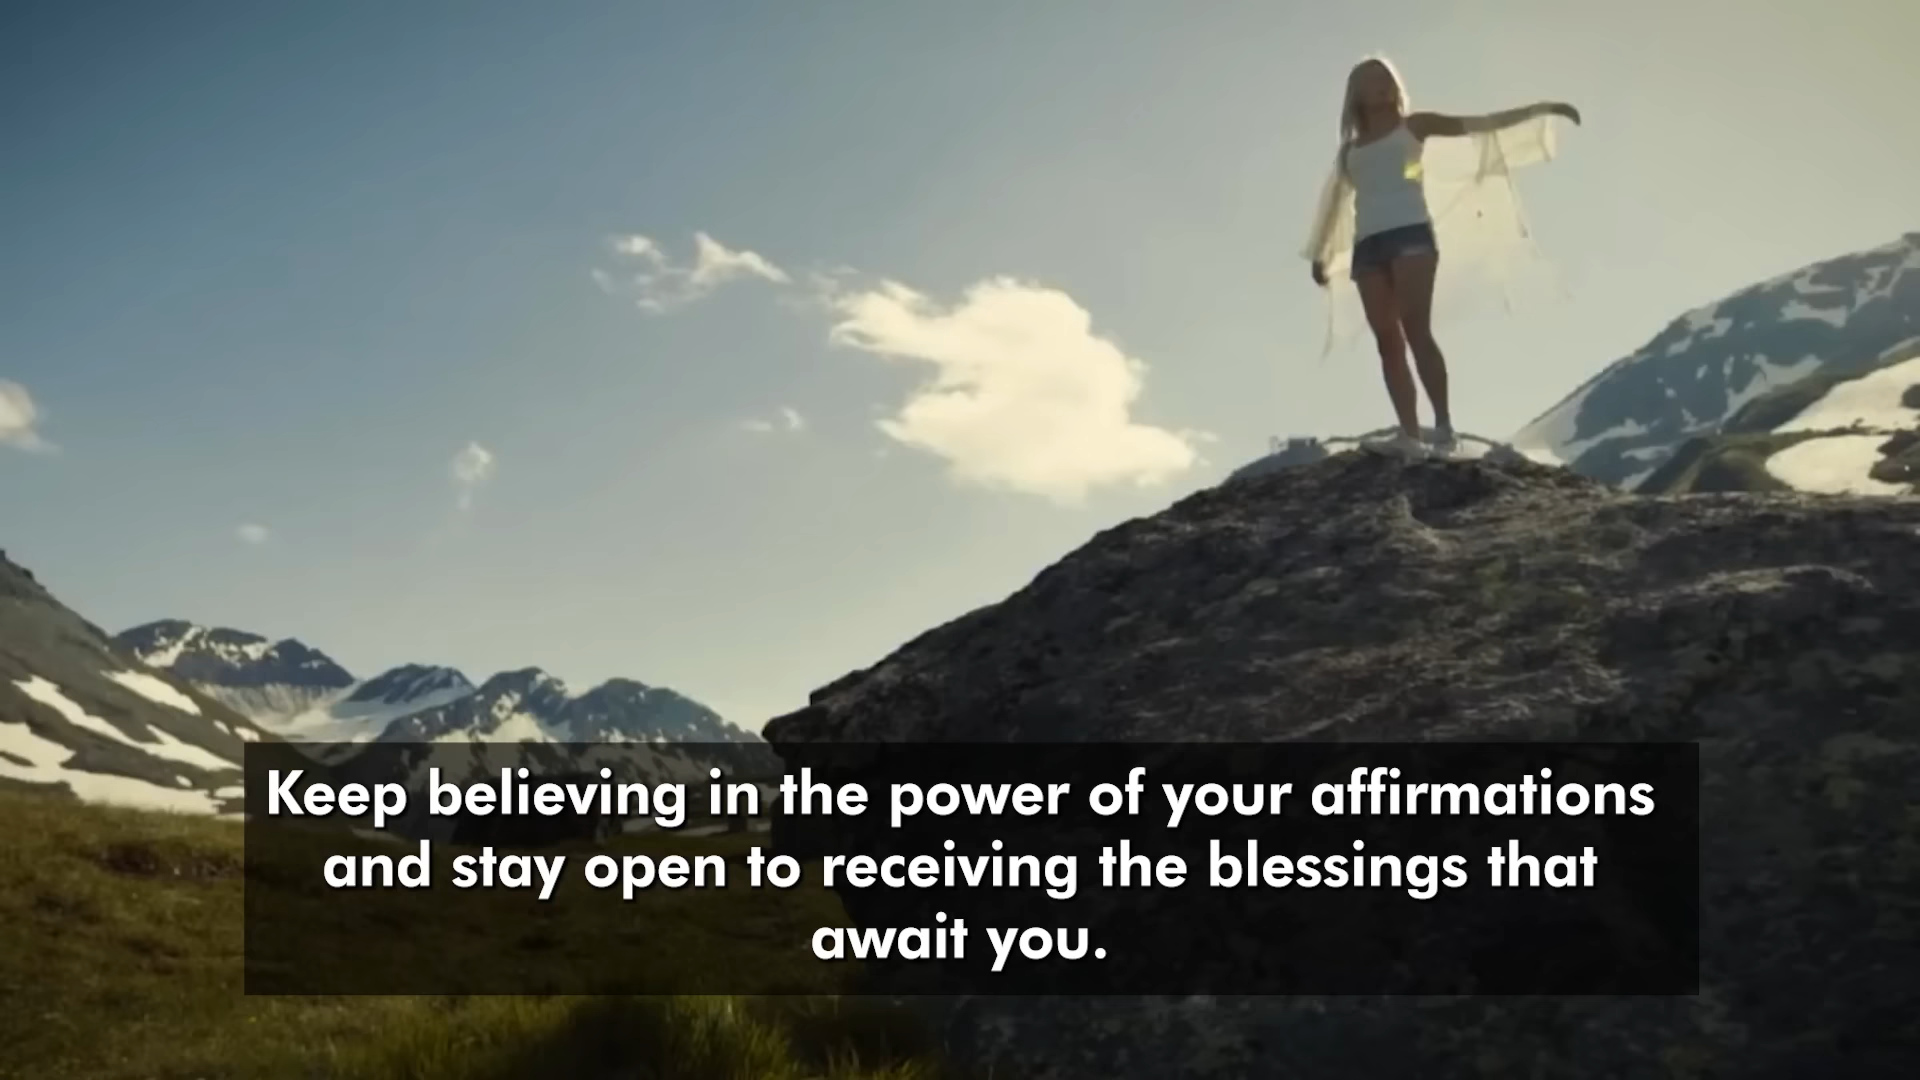 Keep believing in the power of your affirmations
and stay open to receiving the blessings that
await you.